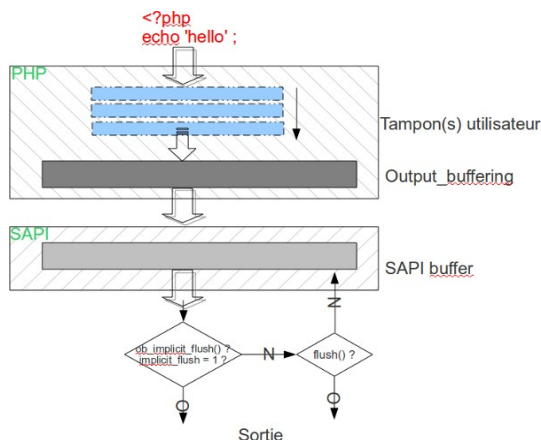 <?php
echo 'hello' ;
PHP
Tampon(s) utilisateur
Output_buffering
SAPI
SAPI buffer
N
ob_implicit_flush() ?
implicit_flush = 1 ?
N
flush() ?
O
O
Sortie